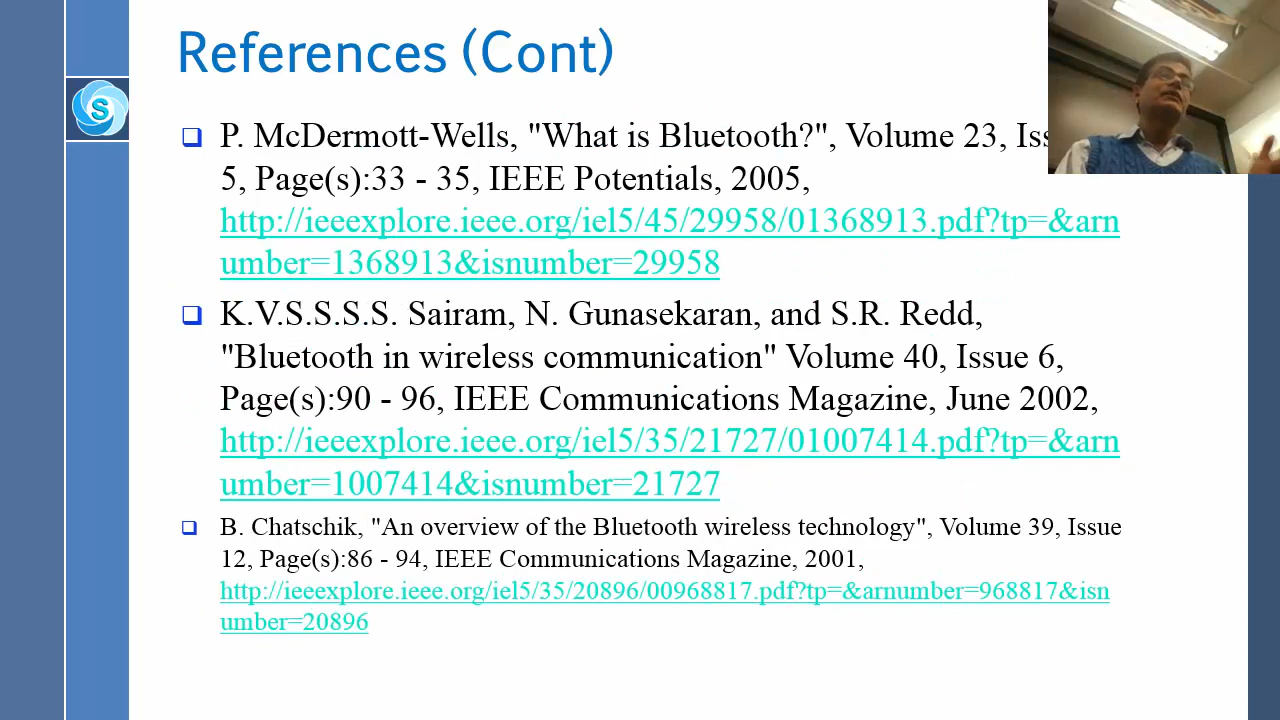 References (Cont)
S
P. McDermott-Wells, "What is Bluetooth?", Volume 23,
5, Page(s):33 - 35, IEEE Potentials, 2005,
http://ieeexplore.ieee.org/iel5/45/29958/01368913.pdf?tp=&arn
umber=1368913&isnumber=29958
K.V.S.S.S.S. Sairam, N. Gunasekaran, and S.R. Redd,
"Bluetooth in wireless communication" Volume 40, Issue 6,
Page(s):90 - 96, IEEE Communications Magazine, June 2002,
http://ieeexplore.ieee.org/iel5/35/21727/01007414.pdf?tp=&arn
umber=1007414&isnumber=21727
B. Chatschik, "An overview of the Bluetooth wireless technology", Volume 39, Issue
12, Page(s):86 - 94, IEEE Communications Magazine, 2001,
http://ieeexplore.ieee.org/iel5/35/20896/00968817.pdf?tp=&arnumber=968817&isn
umber=20896